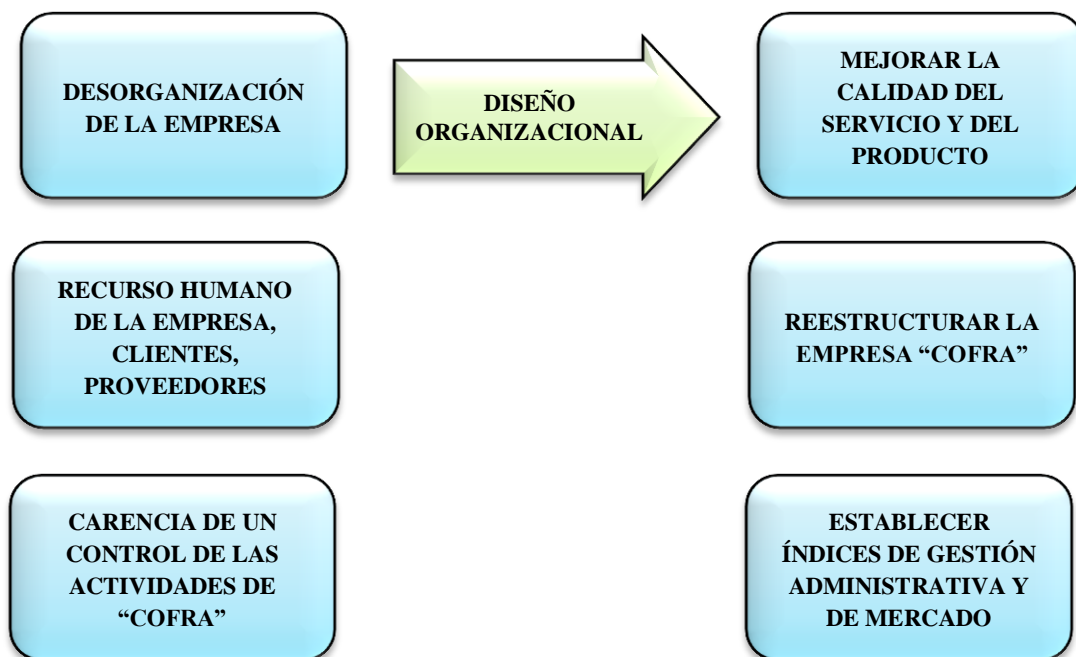 DESORGANIZACIÓN
DE LA EMPRESA
DISEÑO
ORGANIZACIONAL
MEJORAR LA
CALIDAD DEL
SERVICIO Y DEL
PRODUCTO
RECURSO HUMANO
DE LA EMPRESA,
CLIENTES,
PROVEEDORES
REESTRUCTURAR LA
EMPRESA “COFRA”
CARENCIA DE UN
CONTROL DE LAS
ACTIVIDADES DE
“COFRA”
ESTABLECER
ÍNDICES DE GESTIÓN
ADMINISTRATIVA Y
DE MERCADO